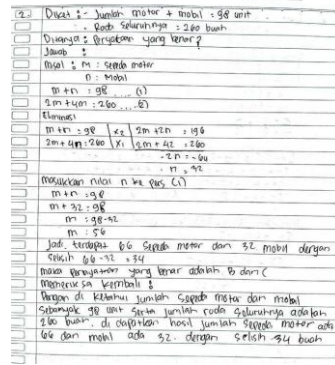 2. Diket : - Jumlah motor + mobil = 98 unit
- Roda seluruhnya = 260 buah
Ditanya : Pernyataan yang benar?
Jawab :
Misal : M : sepeda motor
n : Mobil
m + n = 98 .... (1)
2m + 4n = 260 ... (2)
Eliminasi
m + n = 98 | x2 | 2m + 2n = 196
2m + 4n = 260 | x1 | 2m + 42 = 260
-2n = -64
n = 32
masukkan nilai n ke pers (1)
m + n = 98
m + 32 = 98
m = 98-32
m = 56
Jadi, terdapat 66 sepeda motor dan 32 mobil dengan
selisih 66 - 32 = 34
maka pernyataan yang benar adalah B dan C
memeriksa kembali :
Dengan di ketahui jumlah sepeda motor dan mobil
sebanyak 98 unit serta jumlah roda seluruhnya adalah
260 buah, di dapatkan hasil jumlah sepeda motor ada
66 dan mobil ada 32. dengan selisih 34 buah